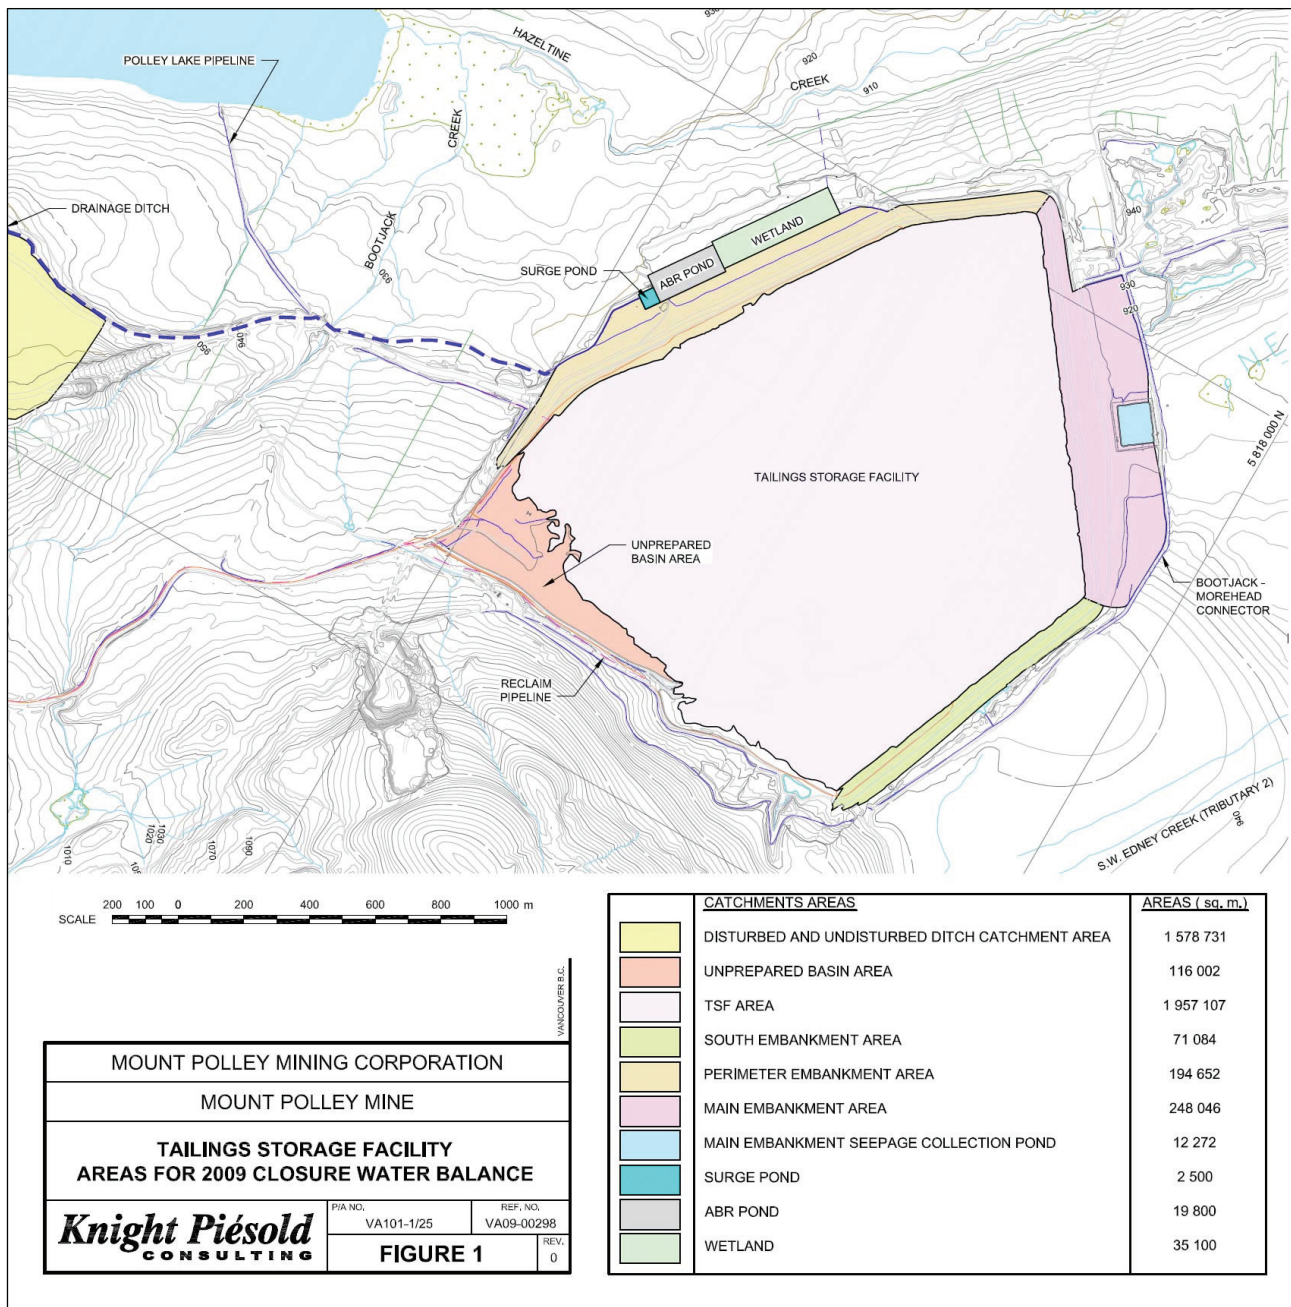 930
HAZELTINE
920
POLLEY LAKE PIPELINE
CREEK
910
CREEK
DRAINAGE DITCH
940
BOOTJACK
WETLAND
SURGE POND
ABR POND
930
930
920
950
940
NE
5 818 000 N
TAILINGS STORAGE FACILITY
UNPREPARED
BASIN AREA
BOOTJACK -
MOREHEAD
CONNECTOR
RECLAIM
PIPELINE
S.W. EDNEY CREEK (TRIBUTARY 2)
940
1010
1020
1030
1070
1090
SCALE 200 100 0 200 400 600 800 1000 m
CATCHMENTS AREAS AREAS ( sq. m.)
DISTURBED AND UNDISTURBED DITCH CATCHMENT AREA 1 578 731
UNPREPARED BASIN AREA 116 002
TSF AREA 1 957 107
SOUTH EMBANKMENT AREA 71 084
PERIMETER EMBANKMENT AREA 194 652
MAIN EMBANKMENT AREA 248 046
MAIN EMBANKMENT SEEPAGE COLLECTION POND 12 272
SURGE POND 2 500
ABR POND 19 800
WETLAND 35 100
VANCOUVER B.C.
MOUNT POLLEY MINING CORPORATION
MOUNT POLLEY MINE
TAILINGS STORAGE FACILITY
AREAS FOR 2009 CLOSURE WATER BALANCE
Knight Piésold
CONSULTING
P/A NO.
VA101-1/25
REF. NO.
VA09-00298
FIGURE 1
REV.
0